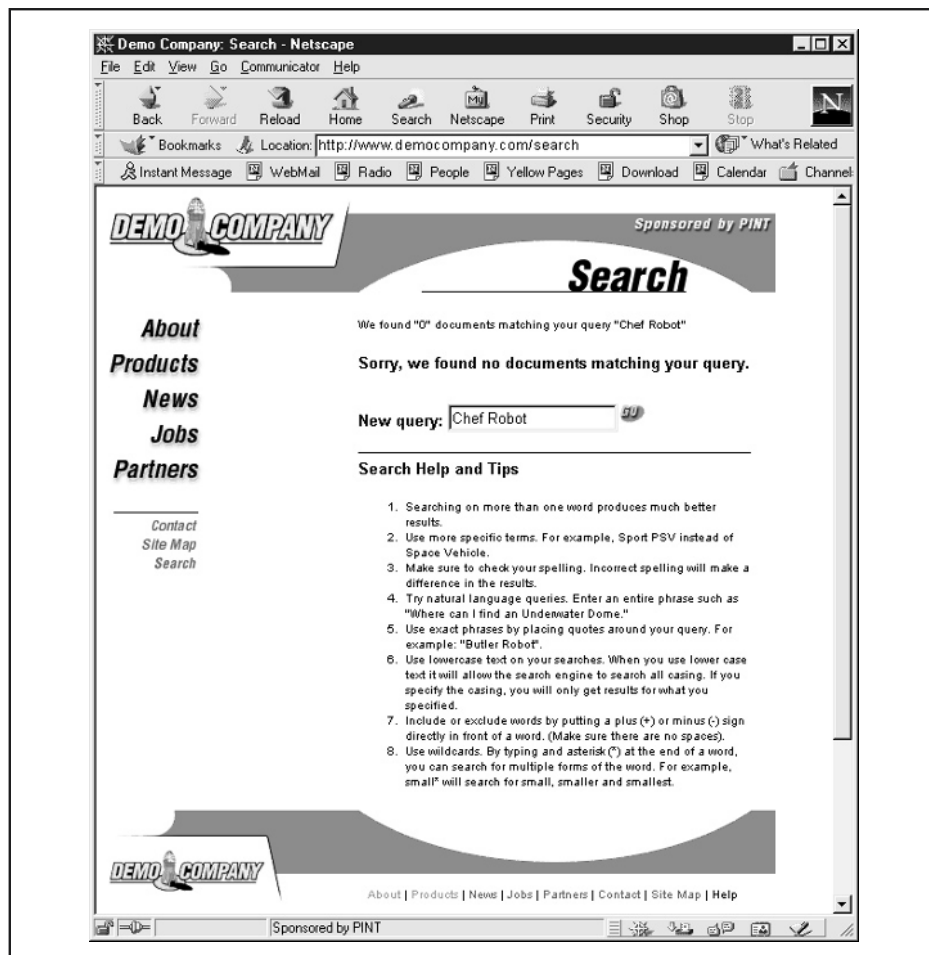 Demo Company: Search - Netscape
File Edit View Go Communicator Help
Back Forward Reload Home Search Netscape Print Security Shop Stop
Bookmarks Location: http://www.democompany.com/search What's Related
Instant Message WebMail Radio People Yellow Pages Download Calendar Channels
DEMO COMPANY
Sponsored by PINT
Search
About
Products
News
Jobs
Partners
Contact
Site Map
Search
We found "0" documents matching your query "Chef Robot"
Sorry, we found no documents matching your query.
New query: Chef Robot GO
Search Help and Tips
1. Searching on more than one word produces much better
results.
2. Use more specific terms. For example, Sport PSV instead of
Space Vehicle.
3. Make sure to check your spelling. Incorrect spelling will make a
difference in the results.
4. Try natural language queries. Enter an entire phrase such as
"Where can I find an Underwater Dome."
5. Use exact phrases by placing quotes around your query. For
example: "Butler Robot".
6. Use lowercase text on your searches. When you use lower case
text it will allow the search engine to search all casing. If you
specify the casing, you will only get results for what you
specified.
7. Include or exclude words by putting a plus (+) or minus (-) sign
directly in front of a word. (Make sure there are no spaces).
8. Use wildcards. By typing and asterisk (*) at the end of a word,
you can search for multiple forms of the word. For example,
small* will search for small, smaller and smallest.
DEMO COMPANY
About | Products | News | Jobs | Partners | Contact | Site Map | Help
Sponsored by PINT